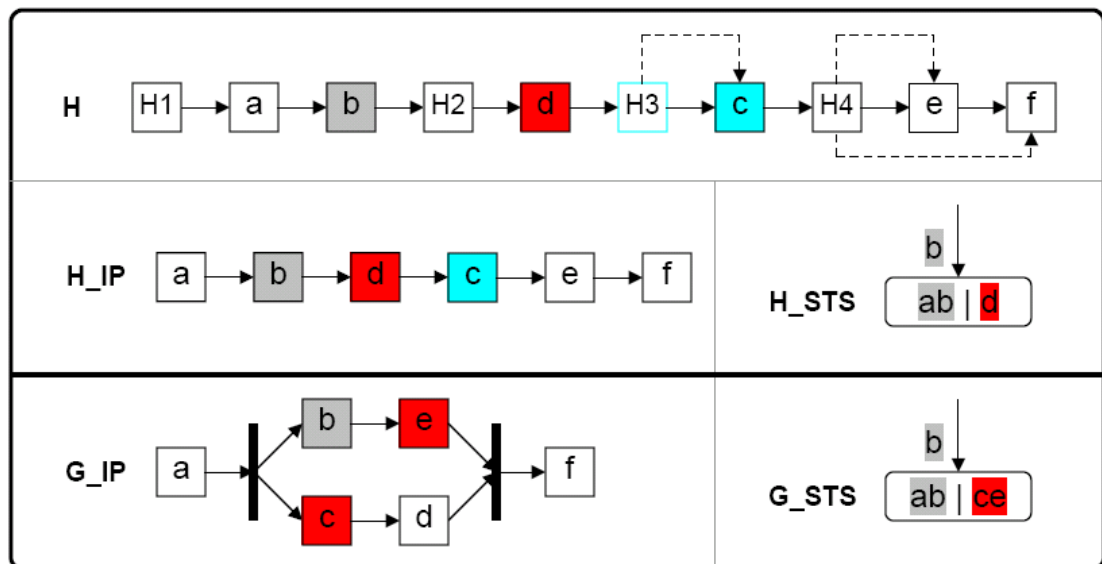 H H1 a b H2 d H3 c H4 e f
H_IP a b d c e f
b
H_STS ab | d
G_IP a b e c d f
b
G_STS ab | ce